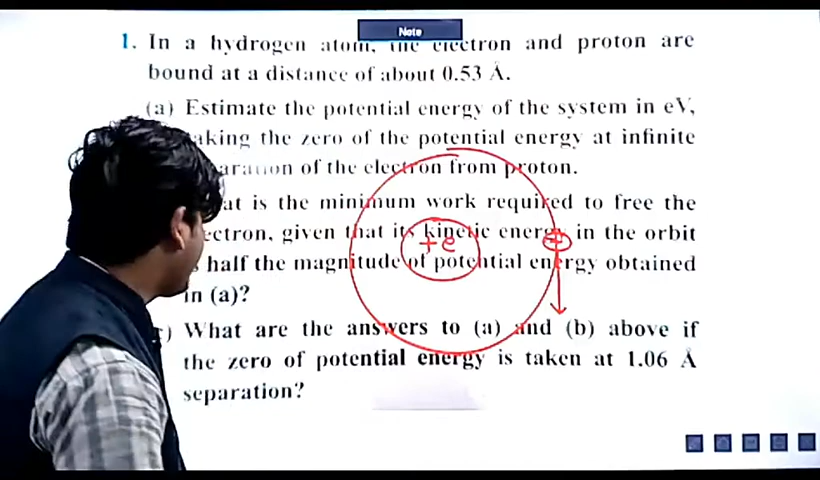 Note
1. In a hydrogen atom, the electron and proton are
bound at a distance of about 0.53 Å.
(a) Estimate the potential energy of the system in eV,
aking the zero of the potential energy at infinite
aration of the electron from proton.
at is the minimum work required to free the
ectron, given that its kinetic energy in the orbit
half the magnitude of potential energy obtained
in (a)?
+e
) What are the answers to (a) and (b) above if
the zero of potential energy is taken at 1.06 Å
separation?